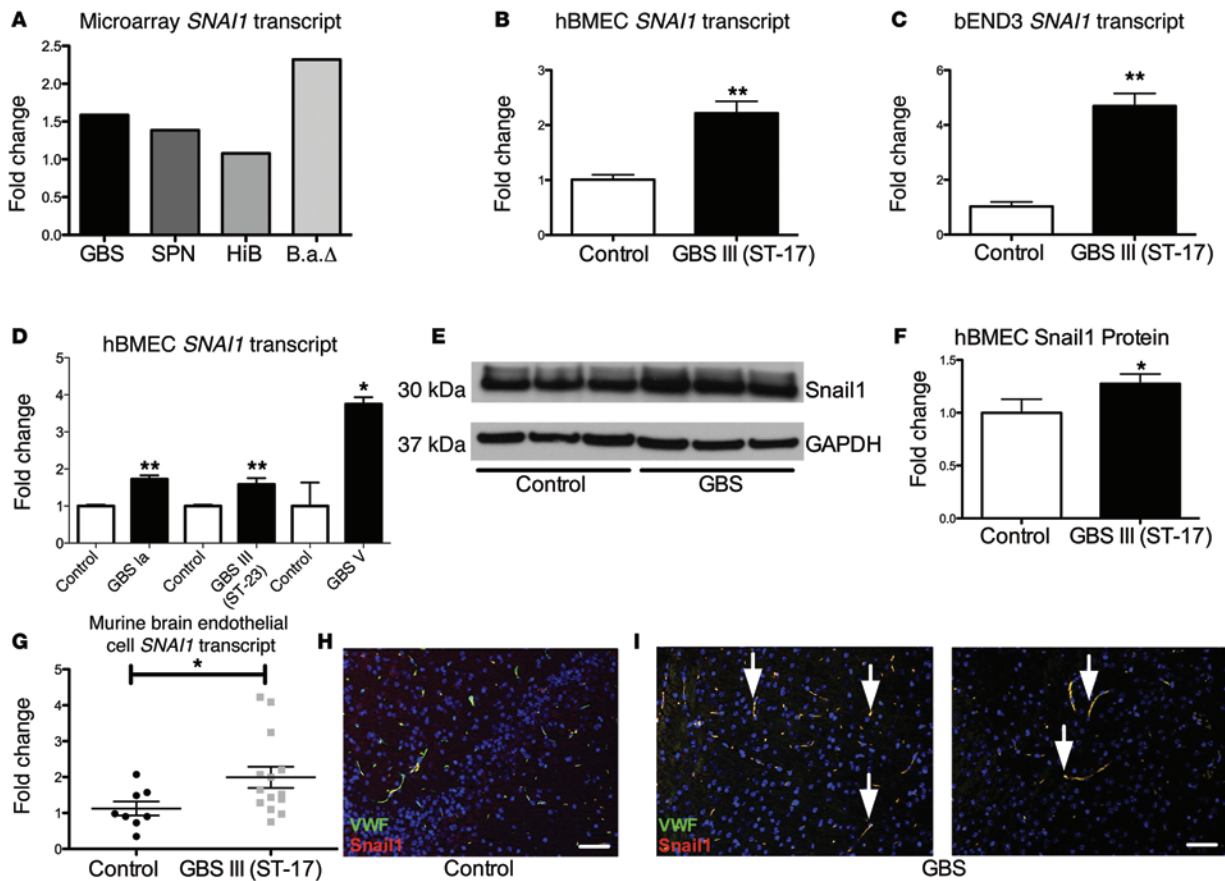 A
Microarray SNAI1 transcript
Fold change
2.5
2.0
1.5
1.0
0.5
0.0
GBS SPN HiB B.a.Δ
B
hBMEC SNAI1 transcript
Fold change
3
2
1
0
**
Control GBS III (ST-17)
C
bEND3 SNAI1 transcript
Fold change
6
4
2
0
**
Control GBS III (ST-17)
D
hBMEC SNAI1 transcript
Fold change
5
4
3
2
1
0
** ** *
Control GBS Ia Control GBS III (ST-23) Control GBS V
E
30 kDa Snail1
37 kDa GAPDH
Control GBS
F
hBMEC Snail1 Protein
Fold change
1.5
1.0
0.5
0.0
*
Control GBS III (ST-17)
G
Murine brain endothelial
cell SNAI1 transcript
*
Fold change
5
4
3
2
1
0
Control GBS III (ST-17)
H
VWF
Snail1
Control
I
VWF
Snail1
GBS